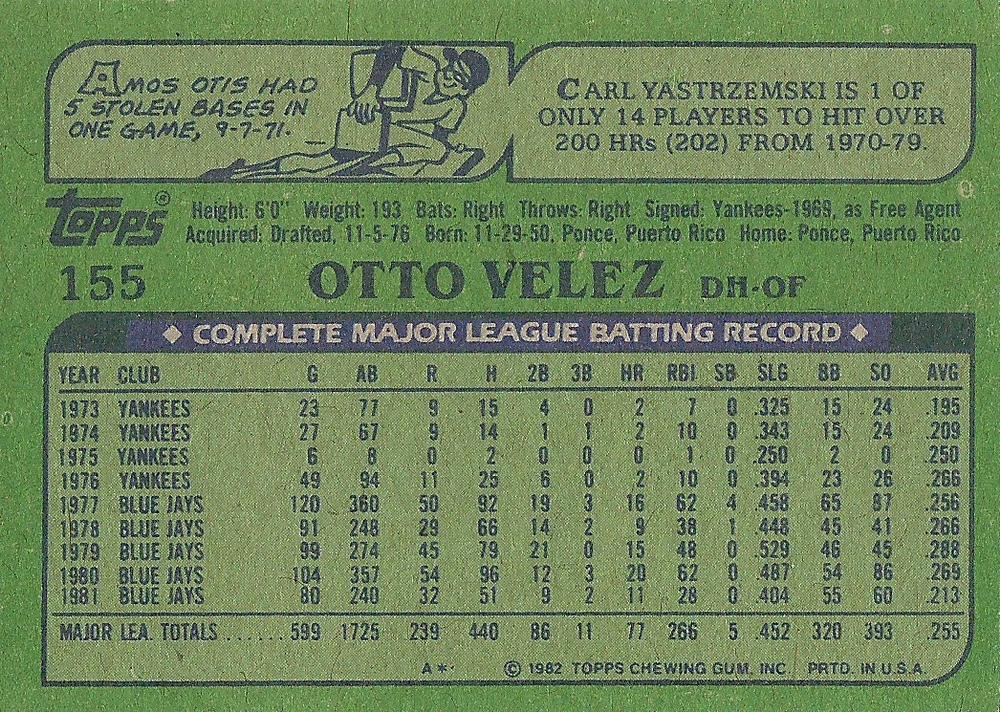 AMOS OTIS HAD
5 STOLEN BASES IN
ONE GAME, 9-7-71.
CARL YASTRZEMSKI IS 1 OF
ONLY 14 PLAYERS TO HIT OVER
200 HRs (202) FROM 1970-79.
topps®
Height: 6'0" Weight: 193 Bats: Right Throws: Right Signed: Yankees-1969, as Free Agent
Acquired: Drafted, 11-5-76 Born: 11-29-50, Ponce, Puerto Rico Home: Ponce, Puerto Rico
155 OTTO VELEZ DH-OF
◆ COMPLETE MAJOR LEAGUE BATTING RECORD ◆
YEAR CLUB G AB R H 2B 3B HR RBI SB SLG BB SO AVG
1973 YANKEES 23 77 9 15 4 0 2 7 0 .325 15 24 .195
1974 YANKEES 27 67 9 14 1 1 2 10 0 .343 15 24 .209
1975 YANKEES 6 8 0 2 0 0 0 1 0 .250 2 0 .250
1976 YANKEES 49 94 11 25 6 0 2 10 0 .394 23 26 .266
1977 BLUE JAYS 120 360 50 92 19 3 16 62 4 .458 65 87 .256
1978 BLUE JAYS 91 248 29 66 14 2 9 38 1 .448 45 41 .266
1979 BLUE JAYS 99 274 45 79 21 0 15 48 0 .529 46 45 .288
1980 BLUE JAYS 104 357 54 96 12 3 20 62 0 .487 54 86 .269
1981 BLUE JAYS 80 240 32 51 9 2 11 28 0 .404 55 60 .213
MAJOR LEA. TOTALS ...... 599 1725 239 440 86 11 77 266 5 .452 320 393 .255
A* © 1982 TOPPS CHEWING GUM, INC. PRTD. IN U.S.A.